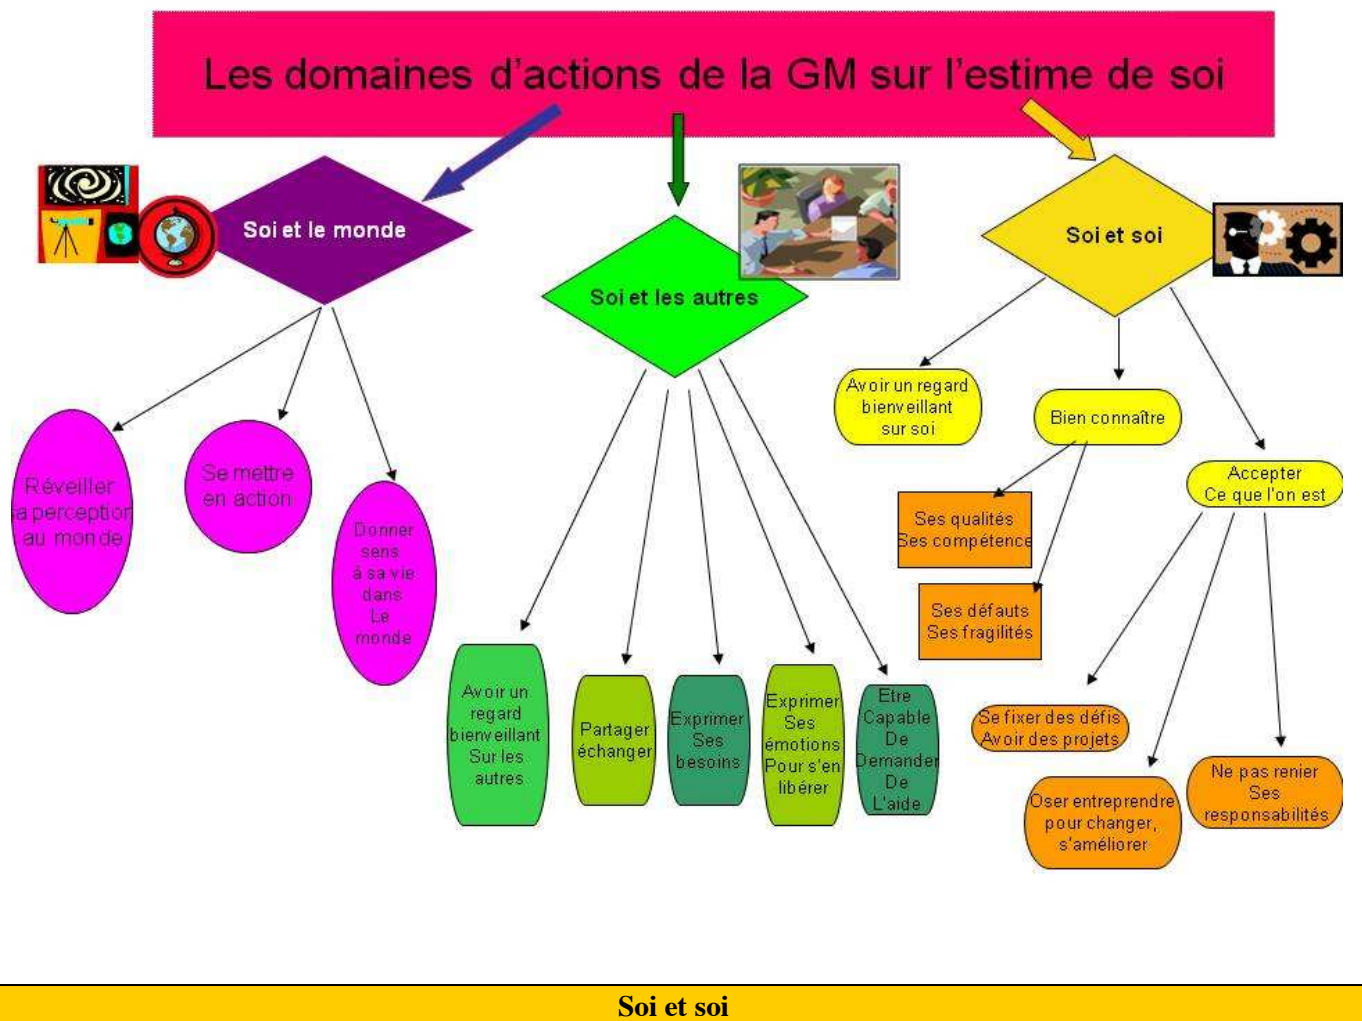 Les domaines d'actions de la GM sur l'estime de soi
Soi et le monde
Soi et les autres
Soi et soi
Réveiller
sa perception
au monde
Se mettre
en action
Donner
sens
à sa vie
dans
Le
monde
Avoir un
regard
bienveillant
Sur les
autres
Partager
échanger
Exprimer
Ses
besoins
Exprimer
Ses
émotions
Pour s'en
libérer
Etre
Capable
De
Demander
De
L'aide
Avoir un regard
bienveillant
sur soi
Bien connaître
Ses qualités
Ses compétence
Ses défauts
Ses fragilités
Accepter
Ce que l'on est
Se fixer des défis
Avoir des projets
Oser entreprendre
pour changer,
s'améliorer
Ne pas renier
Ses
responsabilités
Soi et soi